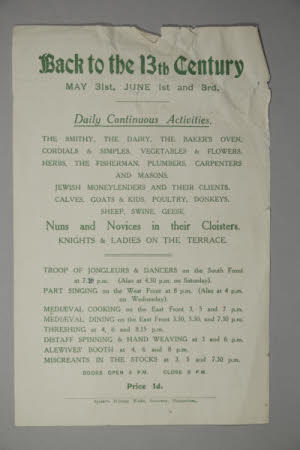 Back to the 13th Century
MAY 31st, JUNE 1st and 3rd.
Daily Continuous Activities.
THE SMITHY, THE DAIRY, THE BAKER'S OVEN,
CORDIALS & SIMPLES, VEGETABLES & FLOWERS,
HERBS, THE FISHERMAN, PLUMBERS, CARPENTERS
AND MASONS.
JEWISH MONEYLENDERS AND THEIR CLIENTS.
CALVES, GOATS & KIDS, POULTRY, DONKEYS,
SHEEP, SWINE, GEESE.
Nuns and Novices in their Cloisters.
KNIGHTS & LADIES ON THE TERRACE.
TROOP OF JONGLEURS & DANCERS on the South Front
at p.m. (Also at 4.30 p.m. on Saturday).
PART SINGING on the West Front at 8 p.m. (Also at 4 p.m.
on Wednesday).
MEDIÆVAL COOKING on the East Front 3, 5 and 7 p.m.
MEDIÆVAL DINING on the East Front 3.30, 5.30, and 7.30 p.m.
THRESHING at 4, 6 and 8.15 p.m.
DISTAFF SPINNING & HAND WEAVING at 3 and 6 p.m.
ALEWIVES' BOOTH at 4, 6 and 8 p.m.
MISCREANTS IN THE STOCKS at 3, 5 and 7.30 p.m.
DOORS OPEN 2 P.M. CLOSE 9 P.M.
Price 1d.
Printing Works,